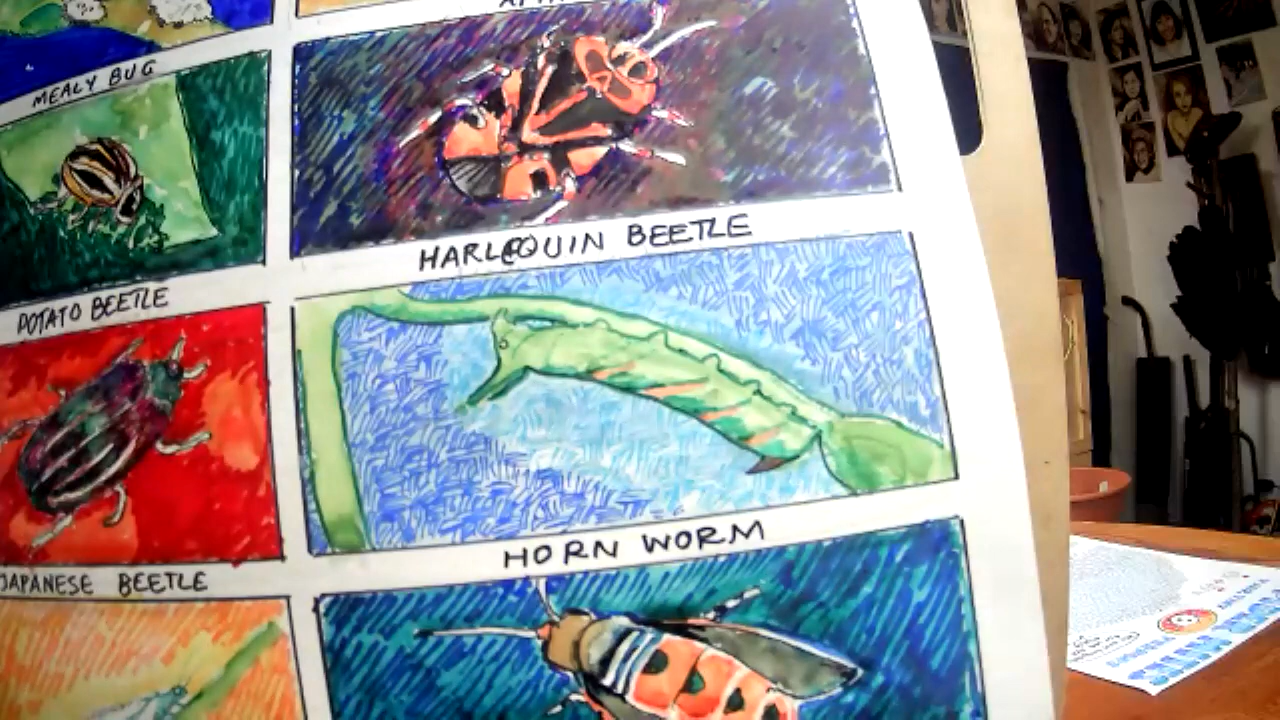 MEALY BUG
HARLEQUIN BEETLE
POTATO BEETLE
HORN WORM
JAPANESE BEETLE